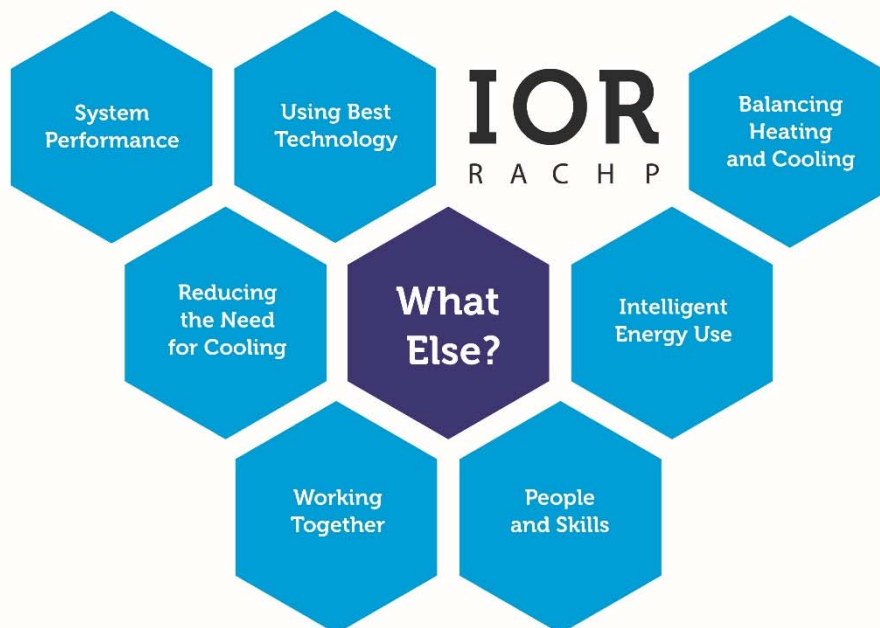 System
Performance
Using Best
Technology
IOR
RACHP
Balancing
Heating
and Cooling
Reducing
the Need
for Cooling
What
Else?
Intelligent
Energy Use
Working
Together
People
and Skills